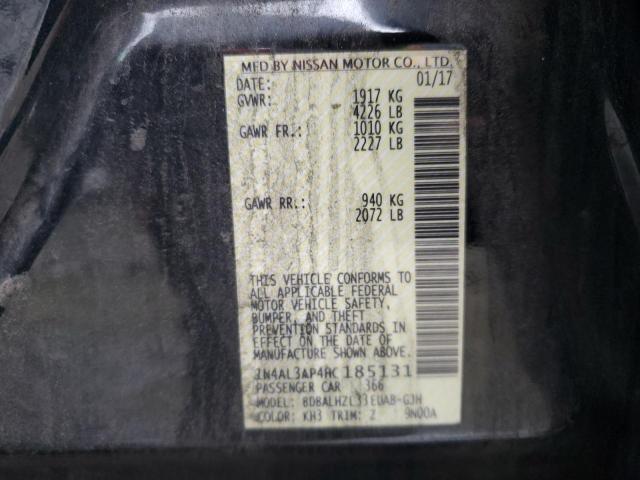 MFD BY NISSAN MOTOR CO., LTD.
DATE: 01/17
GVWR: 1917 KG
4226 LB
GAWR FR.: 1010 KG
2227 LB
GAWR RR.: 940 KG
2072 LB
THIS VEHICLE CONFORMS TO
ALL APPLICABLE FEDERAL
MOTOR VEHICLE SAFETY,
BUMPER, AND THEFT
PREVENTION STANDARDS IN
EFFECT ON THE DATE OF
MANUFACTURE SHOWN ABOVE.
1N4AL3AP4HC185131
PASSENGER CAR 366
MODEL:
COLOR: KH3 TRIM: Z 9N00A